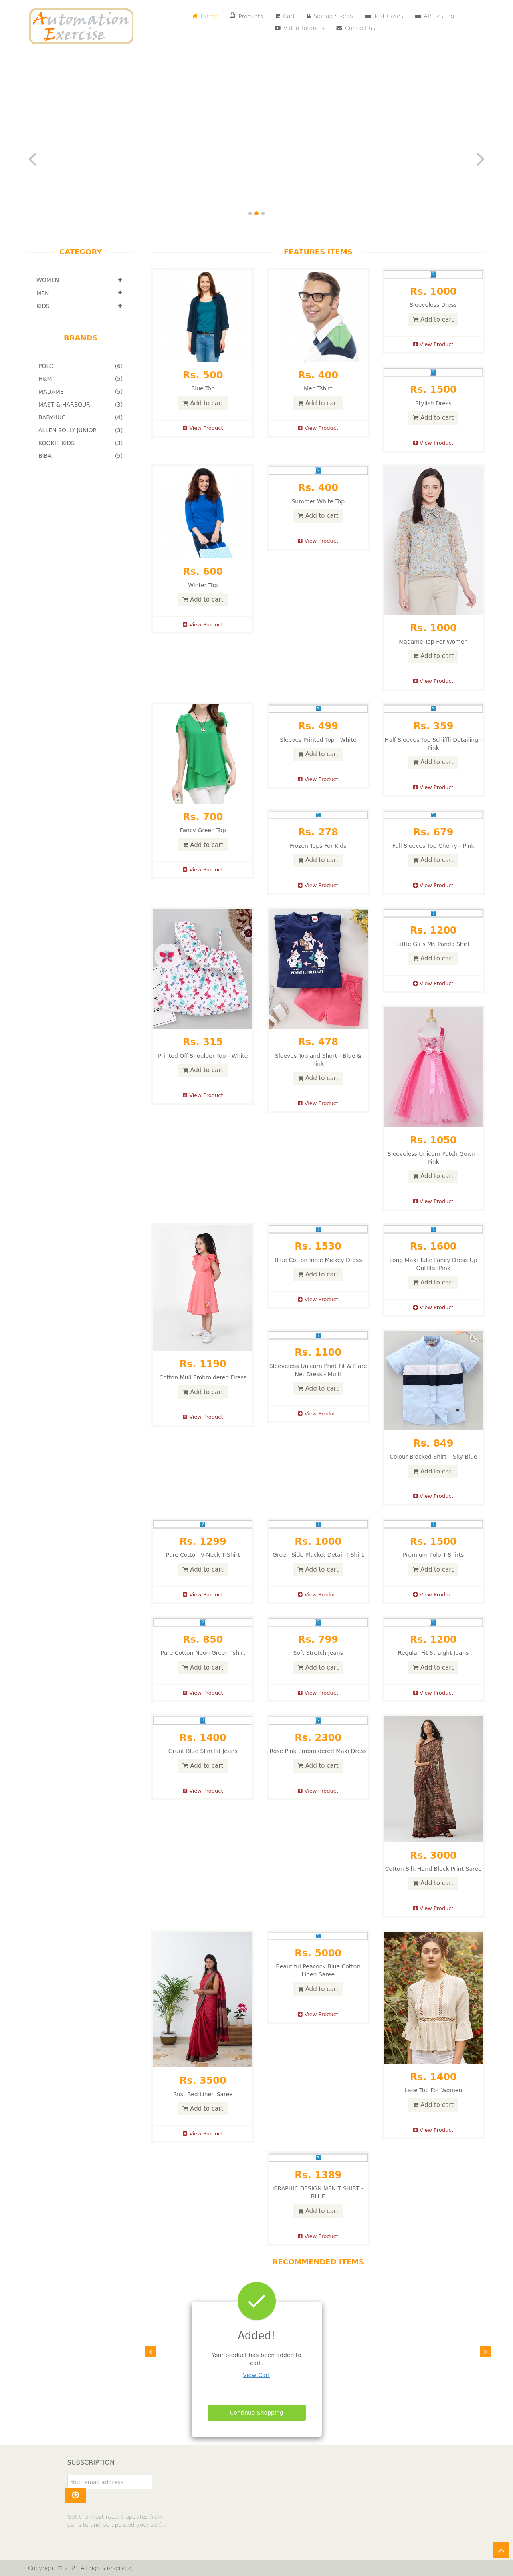 Automation
Exercise
Home
Products
Cart
Signup / Login
Test Cases
API Testing
Video Tutorials
Contact us
CATEGORY
WOMEN
MEN
KIDS
BRANDS
POLO (6)
H&M (5)
MADAME (5)
MAST & HARBOUR (3)
BABYHUG (4)
ALLEN SOLLY JUNIOR (3)
KOOKIE KIDS (3)
BIBA (5)
FEATURES ITEMS
Rs. 500
Blue Top
Add to cart
View Product
Rs. 400
Men Tshirt
Add to cart
View Product
Rs. 1000
Sleeveless Dress
Add to cart
View Product
Rs. 1500
Stylish Dress
Add to cart
View Product
Rs. 600
Winter Top
Add to cart
View Product
Rs. 400
Summer White Top
Add to cart
View Product
Rs. 1000
Madame Top For Women
Add to cart
View Product
Rs. 700
Fancy Green Top
Add to cart
View Product
Rs. 499
Sleeves Printed Top - White
Add to cart
View Product
Rs. 359
Half Sleeves Top Schiffli Detailing -
Pink
Add to cart
View Product
Rs. 278
Frozen Tops For Kids
Add to cart
View Product
Rs. 679
Full Sleeves Top Cherry - Pink
Add to cart
View Product
Rs. 315
Printed Off Shoulder Top - White
Add to cart
View Product
Rs. 478
Sleeves Top and Short - Blue &
Pink
Add to cart
View Product
Rs. 1200
Little Girls Mr. Panda Shirt
Add to cart
View Product
Rs. 1050
Sleeveless Unicorn Patch Gown -
Pink
Add to cart
View Product
Rs. 1190
Cotton Mull Embroidered Dress
Add to cart
View Product
Rs. 1530
Blue Cotton Indie Mickey Dress
Add to cart
View Product
Rs. 1600
Long Maxi Tulle Fancy Dress Up
Outfits -Pink
Add to cart
View Product
Rs. 1100
Sleeveless Unicorn Print Fit & Flare
Net Dress - Multi
Add to cart
View Product
Rs. 849
Colour Blocked Shirt – Sky Blue
Add to cart
View Product
Rs. 1299
Pure Cotton V-Neck T-Shirt
Add to cart
View Product
Rs. 1000
Green Side Placket Detail T-Shirt
Add to cart
View Product
Rs. 1500
Premium Polo T-Shirts
Add to cart
View Product
Rs. 850
Pure Cotton Neon Green Tshirt
Add to cart
View Product
Rs. 799
Soft Stretch Jeans
Add to cart
View Product
Rs. 1200
Regular Fit Straight Jeans
Add to cart
View Product
Rs. 1400
Grunt Blue Slim Fit Jeans
Add to cart
View Product
Rs. 2300
Rose Pink Embroidered Maxi Dress
Add to cart
View Product
Rs. 3000
Cotton Silk Hand Block Print Saree
Add to cart
View Product
Rs. 3500
Rust Red Linen Saree
Add to cart
View Product
Rs. 5000
Beautiful Peacock Blue Cotton
Linen Saree
Add to cart
View Product
Rs. 1400
Lace Top For Women
Add to cart
View Product
Rs. 1389
GRAPHIC DESIGN MEN T SHIRT -
BLUE
Add to cart
View Product
RECOMMENDED ITEMS
Added!
Your product has been added to
cart.
View Cart
Continue Shopping
SUBSCRIPTION
Your email address
Get the most recent updates from
our site and be updated your self...
Copyright © 2021 All rights reserved